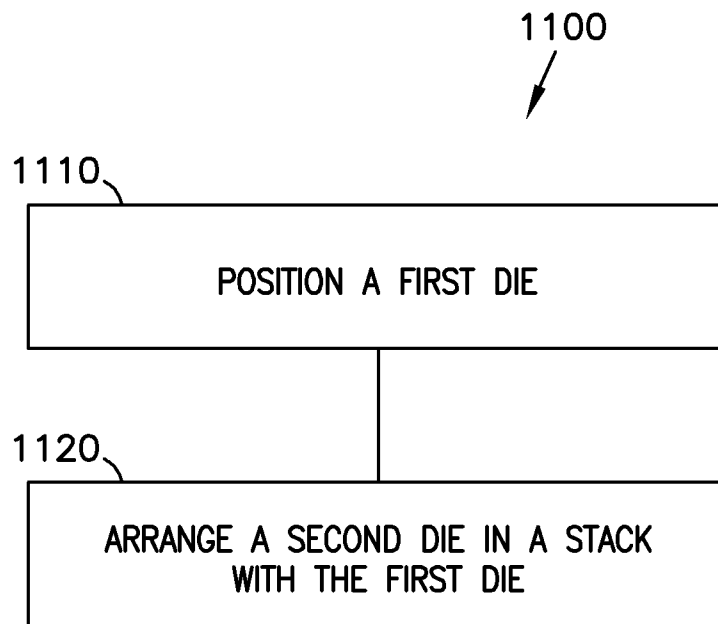 1100
1110
POSITION A FIRST DIE
1120
ARRANGE A SECOND DIE IN A STACK
WITH THE FIRST DIE